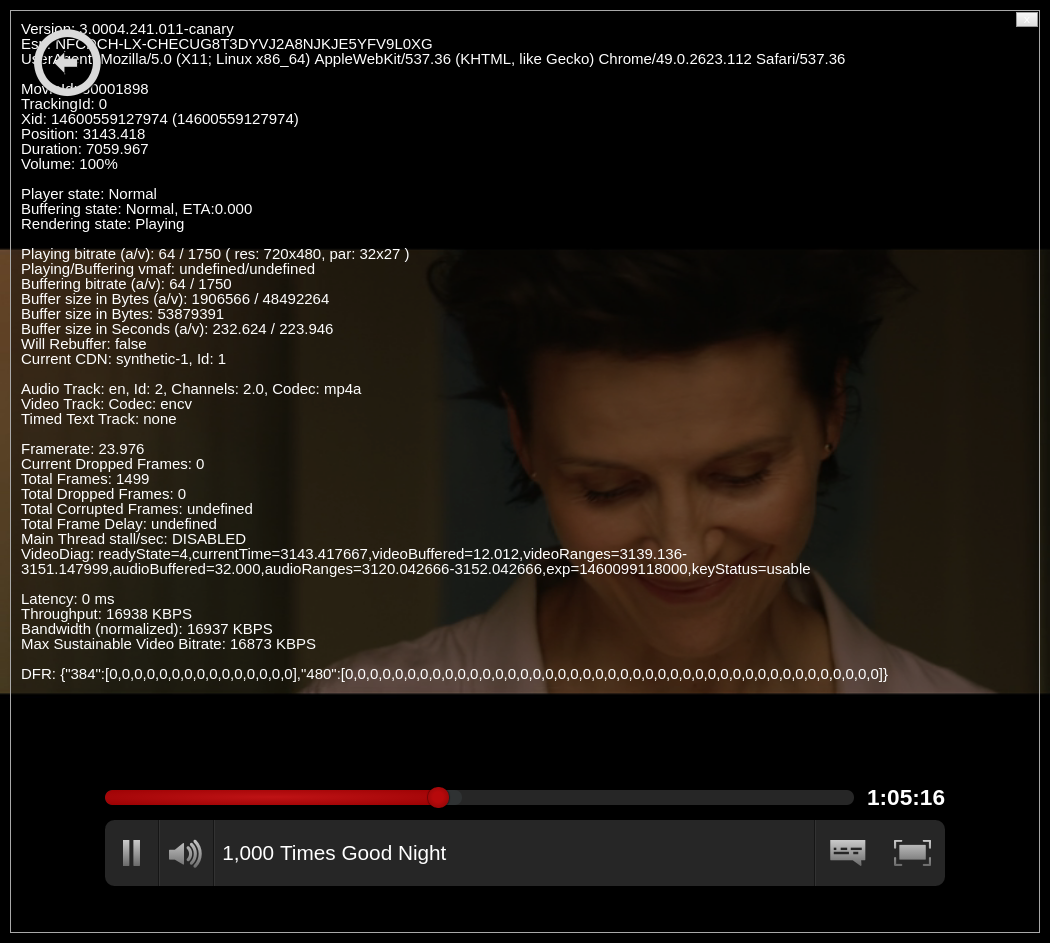 Version: 3.0004.241.011-canary
Esn: NFCDCH-LX-CHECUG8T3DYVJ2A8NJKJE5YFV9L0XG
UserAgent: Mozilla/5.0 (X11; Linux x86_64) AppleWebKit/537.36 (KHTML, like Gecko) Chrome/49.0.2623.112 Safari/537.36
MovieId: 80001898
TrackingId: 0
Xid: 14600559127974 (14600559127974)
Position: 3143.418
Duration: 7059.967
Volume: 100%
Player state: Normal
Buffering state: Normal, ETA:0.000
Rendering state: Playing
Playing bitrate (a/v): 64 / 1750 ( res: 720x480, par: 32x27 )
Playing/Buffering vmaf: undefined/undefined
Buffering bitrate (a/v): 64 / 1750
Buffer size in Bytes (a/v): 1906566 / 48492264
Buffer size in Bytes: 53879391
Buffer size in Seconds (a/v): 232.624 / 223.946
Will Rebuffer: false
Current CDN: synthetic-1, Id: 1
Audio Track: en, Id: 2, Channels: 2.0, Codec: mp4a
Video Track: Codec: encv
Timed Text Track: none
Framerate: 23.976
Current Dropped Frames: 0
Total Frames: 1499
Total Dropped Frames: 0
Total Corrupted Frames: undefined
Total Frame Delay: undefined
Main Thread stall/sec: DISABLED
VideoDiag: readyState=4,currentTime=3143.417667,videoBuffered=12.012,videoRanges=3139.136-
3151.147999,audioBuffered=32.000,audioRanges=3120.042666-3152.042666,exp=1460099118000,keyStatus=usable
Latency: 0 ms
Throughput: 16938 KBPS
Bandwidth (normalized): 16937 KBPS
Max Sustainable Video Bitrate: 16873 KBPS
DFR: {"384":[0,0,0,0,0,0,0,0,0,0,0,0,0,0,0],"480":[0,0,0,0,0,0,0,0,0,0,0,0,0,0,0,0,0,0,0,0,0,0,0,0,0,0,0,0,0,0,0,0,0,0,0,0,0,0,0,0,0,0,0]}
1:05:16
1,000 Times Good Night